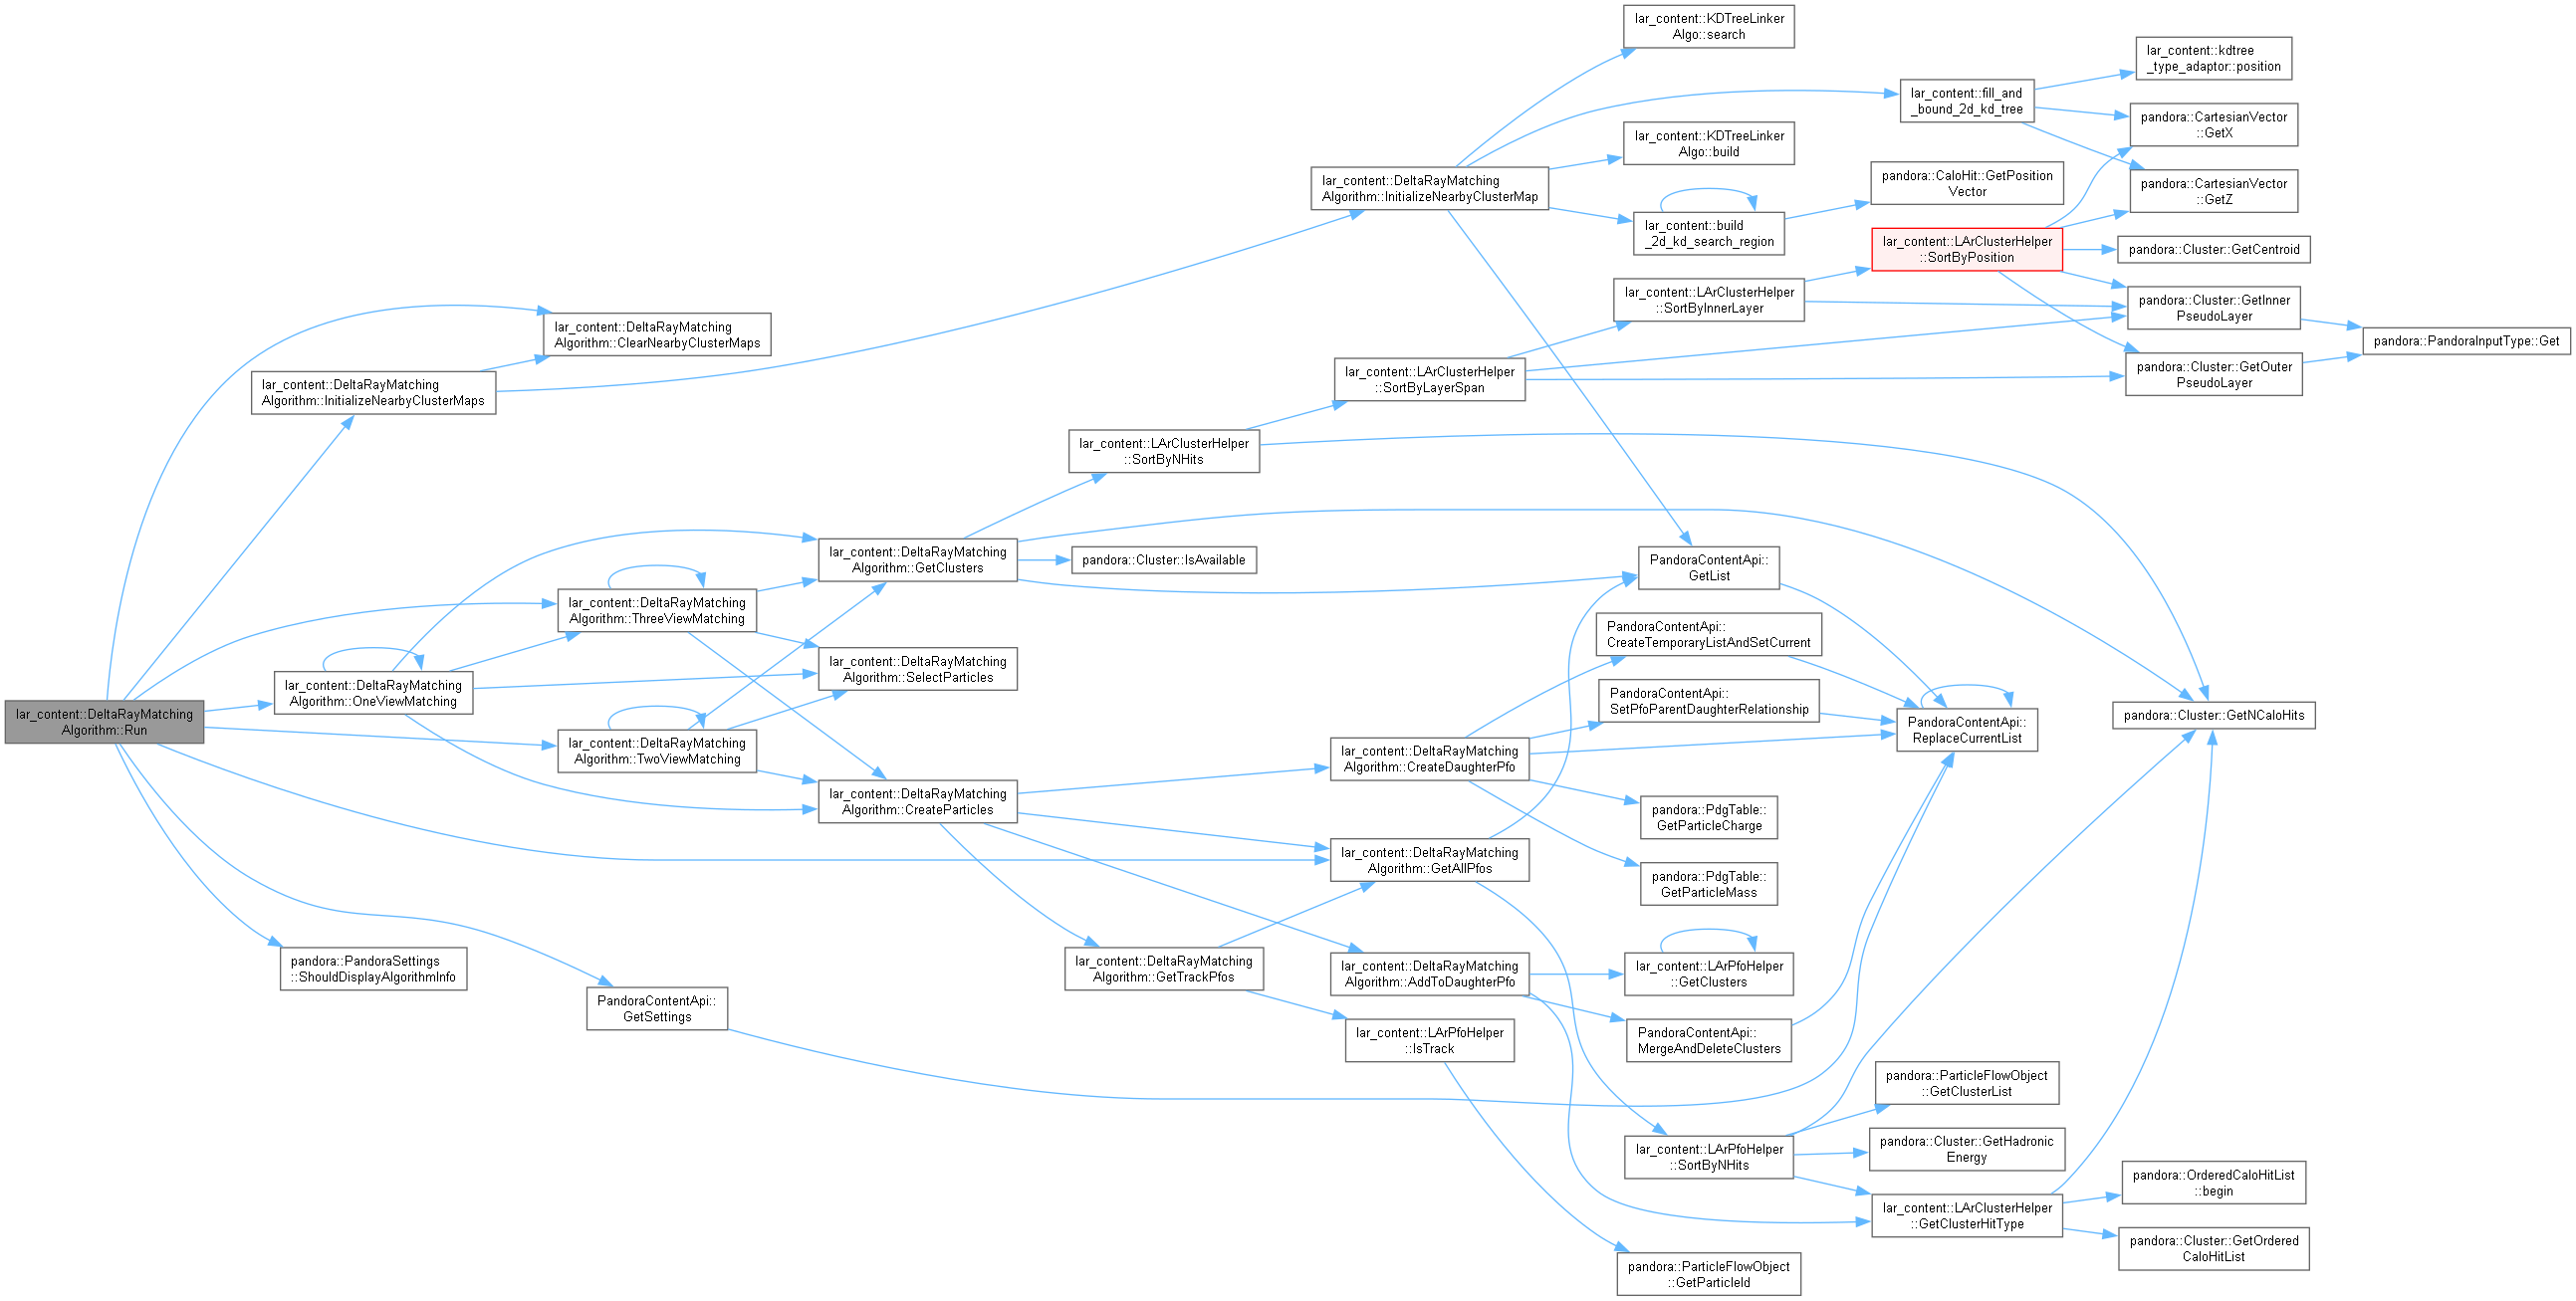 lar_content::DeltaRayMatching
Algorithm::Run
lar_content::DeltaRayMatching
Algorithm::ClearNearbyClusterMaps
lar_content::DeltaRayMatching
Algorithm::InitializeNearbyClusterMaps
lar_content::DeltaRayMatching
Algorithm::OneViewMatching
pandora::PandoraSettings
::ShouldDisplayAlgorithmInfo
lar_content::DeltaRayMatching
Algorithm::ThreeViewMatching
lar_content::DeltaRayMatching
Algorithm::TwoViewMatching
PandoraContentApi::
GetSettings
lar_content::DeltaRayMatching
Algorithm::GetClusters
lar_content::DeltaRayMatching
Algorithm::SelectParticles
lar_content::DeltaRayMatching
Algorithm::CreateParticles
lar_content::LArClusterHelper
::SortByNHits
pandora::Cluster::IsAvailable
lar_content::DeltaRayMatching
Algorithm::GetTrackPfos
lar_content::DeltaRayMatching
Algorithm::InitializeNearbyClusterMap
lar_content::LArClusterHelper
::SortByLayerSpan
lar_content::DeltaRayMatching
Algorithm::CreateDaughterPfo
lar_content::DeltaRayMatching
Algorithm::GetAllPfos
lar_content::DeltaRayMatching
Algorithm::AddToDaughterPfo
lar_content::LArPfoHelper
::IsTrack
lar_content::KDTreeLinker
Algo::search
lar_content::KDTreeLinker
Algo::build
lar_content::build
_2d_kd_search_region
lar_content::LArClusterHelper
::SortByInnerLayer
PandoraContentApi::
GetList
PandoraContentApi::
CreateTemporaryListAndSetCurrent
PandoraContentApi::
SetPfoParentDaughterRelationship
pandora::PdgTable::
GetParticleCharge
pandora::PdgTable::
GetParticleMass
lar_content::LArPfoHelper
::GetClusters
PandoraContentApi::
MergeAndDeleteClusters
lar_content::LArPfoHelper
::SortByNHits
pandora::ParticleFlowObject
::GetParticleId
lar_content::fill_and
_bound_2d_kd_tree
pandora::CaloHit::GetPosition
Vector
lar_content::LArClusterHelper
::SortByPosition
PandoraContentApi::
ReplaceCurrentList
pandora::ParticleFlowObject
::GetClusterList
pandora::Cluster::GetHadronic
Energy
lar_content::LArClusterHelper
::GetClusterHitType
lar_content::kdtree
_type_adaptor::position
pandora::CartesianVector
::GetX
pandora::CartesianVector
::GetZ
pandora::Cluster::GetCentroid
pandora::Cluster::GetInner
PseudoLayer
pandora::Cluster::GetOuter
PseudoLayer
pandora::Cluster::GetNCaloHits
pandora::OrderedCaloHitList
::begin
pandora::Cluster::GetOrdered
CaloHitList
pandora::PandoraInputType::Get